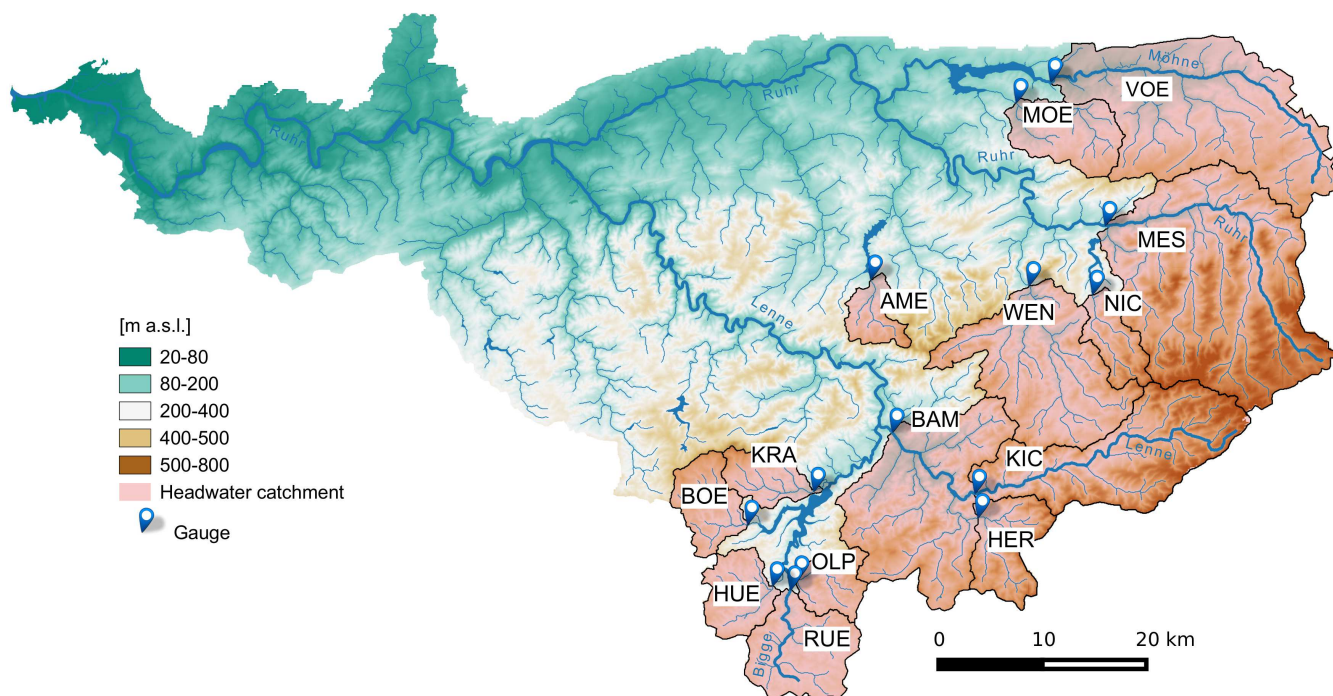 Möhne
VOE
MOE
Ruhr
Ruhr
Ruhr
MES
Ruhr
AME
WEN
NIC
Lenne
[m a.s.l.]
20-80
80-200
200-400
400-500
500-800
Headwater catchment
Gauge
BAM
KRA
KIC
Lenne
BOE
HER
OLP
HUE
RUE
Bigge
0 10 20 km